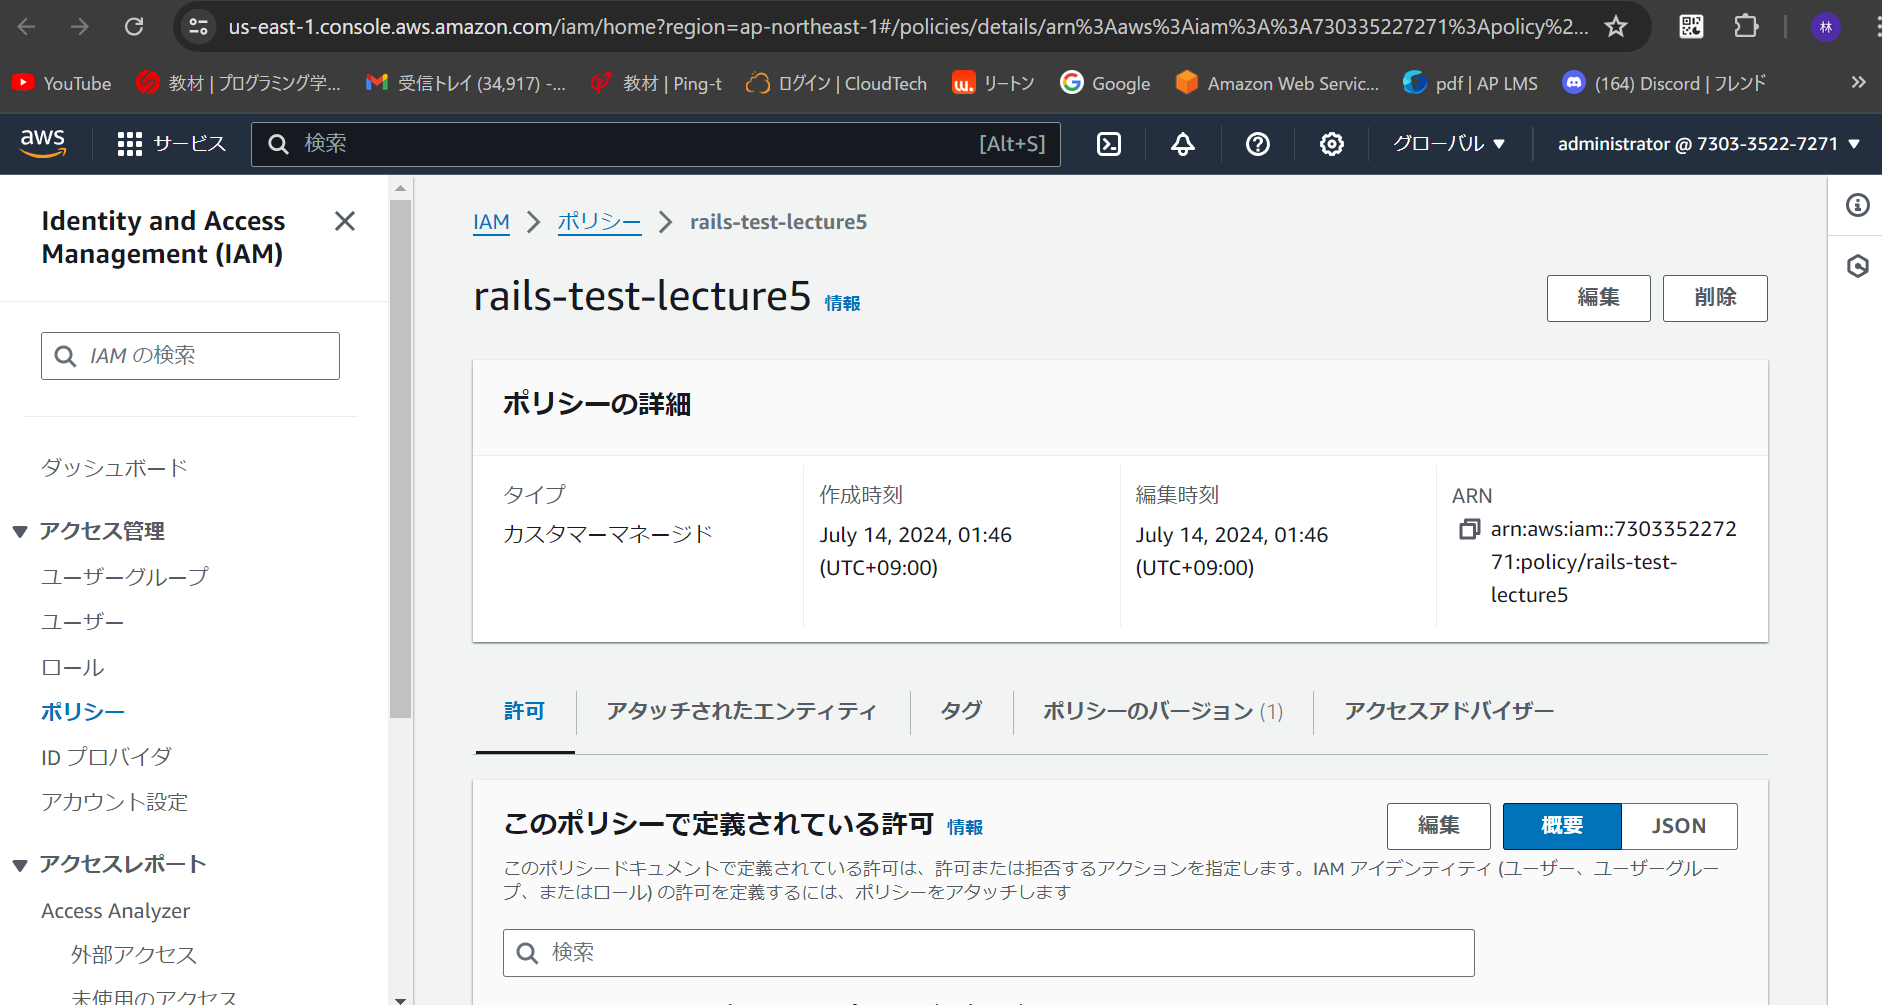 us-east-1.console.aws.amazon.com/iam/home?region=ap-northeast-1#/policies/details/arn%3Aaws%3Aiam%3A%3A730335227271%3Apolicy%2...
林
YouTube 教材 | プログラミング学... 受信トレイ (34,917) -... 教材 | Ping-t ログイン | CloudTech リートン Google Amazon Web Servic... pdf | AP LMS (164) Discord | フレンド
aws サービス 検索 [Alt+S] グローバル administrator @ 7303-3522-7271
Identity and Access
Management (IAM)
IAM の検索
ダッシュボード
アクセス管理
ユーザーグループ
ユーザー
ロール
ポリシー
ID プロバイダ
アカウント設定
アクセスレポート
Access Analyzer
外部アクセス
未使用のアクセス
IAM ポリシー rails-test-lecture5
rails-test-lecture5 情報
編集 削除
ポリシーの詳細
タイプ
カスタマーマネージド
作成時刻
July 14, 2024, 01:46
(UTC+09:00)
編集時刻
July 14, 2024, 01:46
(UTC+09:00)
ARN
arn:aws:iam::7303352272
71:policy/rails-test-
lecture5
許可 アタッチされたエンティティ タグ ポリシーのバージョン (1) アクセスアドバイザー
このポリシーで定義されている許可 情報
編集 概要 JSON
このポリシードキュメントで定義されている許可は、許可または拒否するアクションを指定します。IAM アイデンティティ (ユーザー、ユーザーグルー
プ、またはロール) の許可を定義するには、ポリシーをアタッチします
検索